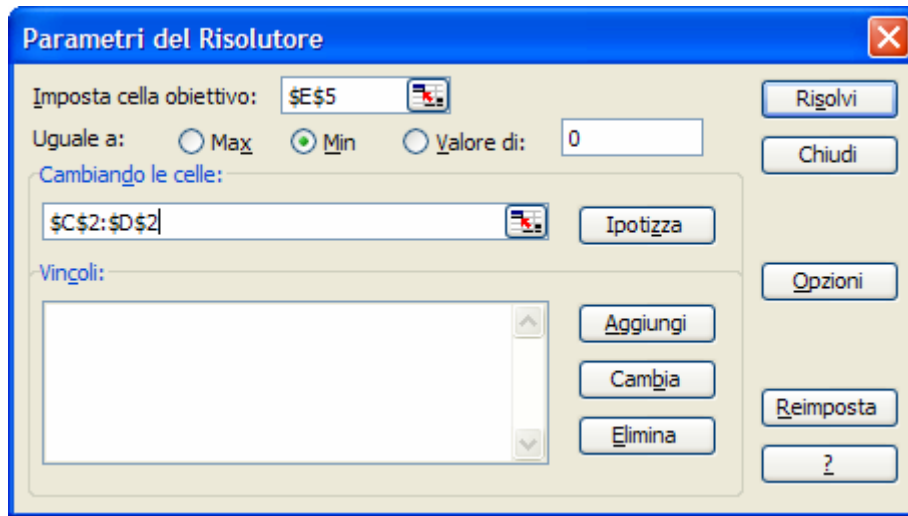 Parametri del Risolutore
Imposta cella obiettivo: $E$5 Risolvi
Uguale a: Max Min Valore di: 0 Chiudi
Cambiando le celle:
$C$2:$D$2 Ipotizza
Vincoli: Opzioni
Aggiungi
Cambia
Reimposta
Elimina
?